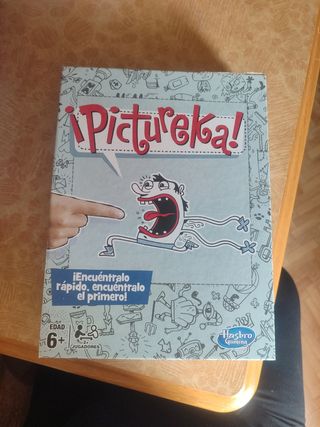 ¡Pictureka!
¡Encuéntralo
rápido, encuéntralo
el primero!
EDAD
6+
JUGADORES
Hasbro
Gaming